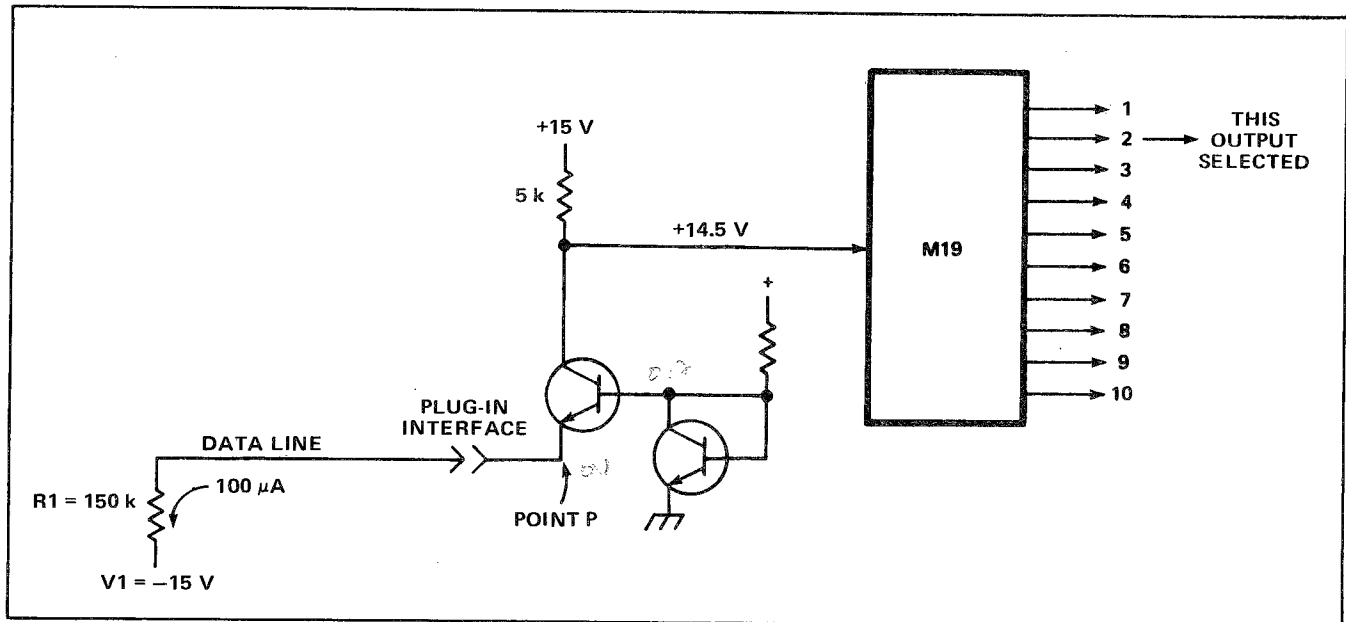 +15 V
5 k
+14.5 V
M19
1
2
3
4
5
6
7
8
9
10
THIS
OUTPUT
SELECTED
+
PLUG-IN
INTERFACE
DATA LINE
R1 = 150 k
100 µA
POINT P
V1 = −15 V